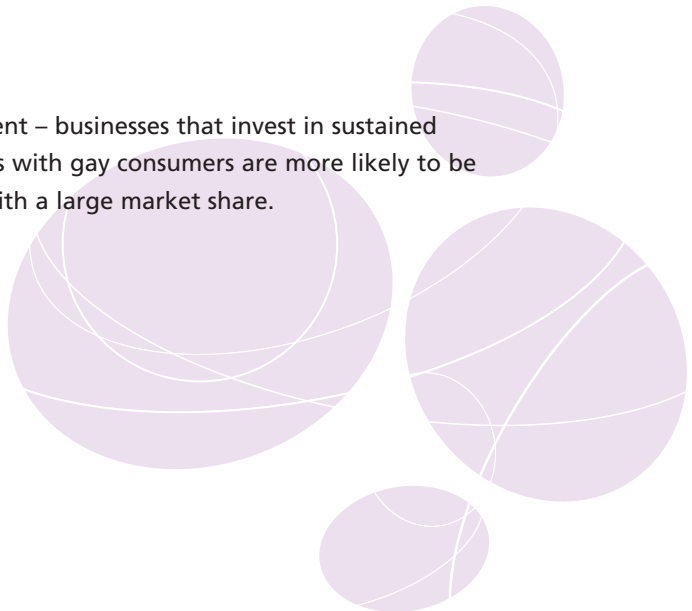 ent – businesses that invest in sustained
s with gay consumers are more likely to be
ith a large market share.